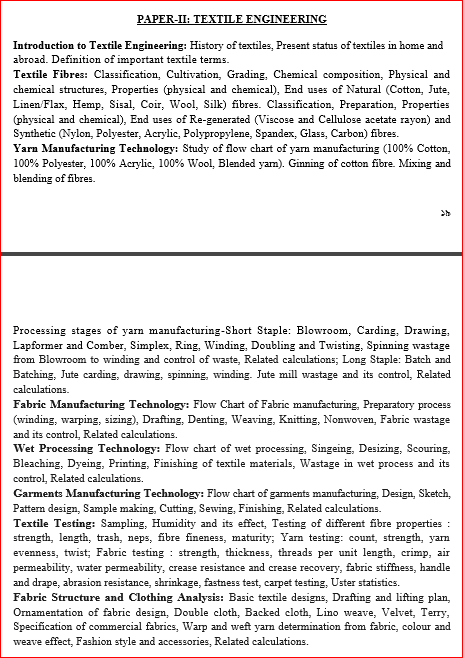 PAPER-II: TEXTILE ENGINEERING
Introduction to Textile Engineering: History of textiles, Present status of textiles in home and
abroad. Definition of important textile terms.
Textile Fibres: Classification, Cultivation, Grading, Chemical composition, Physical and
chemical structures, Properties (physical and chemical), End uses of Natural (Cotton, Jute,
Linen/Flax, Hemp, Sisal, Coir, Wool, Silk) fibres. Classification, Preparation, Properties
(physical and chemical), End uses of Re-generated (Viscose and Cellulose acetate rayon) and
Synthetic (Nylon, Polyester, Acrylic, Polypropylene, Spandex, Glass, Carbon) fibres.
Yarn Manufacturing Technology: Study of flow chart of yarn manufacturing (100% Cotton,
100% Polyester, 100% Acrylic, 100% Wool, Blended yarn). Ginning of cotton fibre. Mixing and
blending of fibres.
Processing stages of yarn manufacturing-Short Staple: Blowroom, Carding, Drawing,
Lapformer and Comber, Simplex, Ring, Winding, Doubling and Twisting, Spinning wastage
from Blowroom to winding and control of waste, Related calculations; Long Staple: Batch and
Batching, Jute carding, drawing, spinning, winding. Jute mill wastage and its control, Related
calculations.
Fabric Manufacturing Technology: Flow Chart of Fabric manufacturing, Preparatory process
(winding, warping, sizing), Drafting, Denting, Weaving, Knitting, Nonwoven, Fabric wastage
and its control, Related calculations.
Wet Processing Technology: Flow chart of wet processing, Singeing, Desizing, Scouring,
Bleaching, Dyeing, Printing, Finishing of textile materials, Wastage in wet process and its
control, Related calculations.
Garments Manufacturing Technology: Flow chart of garments manufacturing, Design, Sketch,
Pattern design, Sample making, Cutting, Sewing, Finishing, Related calculations.
Textile Testing: Sampling, Humidity and its effect, Testing of different fibre properties :
strength, length, trash, neps, fibre fineness, maturity; Yarn testing: count, strength, yarn
evenness, twist; Fabric testing : strength, thickness, threads per unit length, crimp, air
permeability, water permeability, crease resistance and crease recovery, fabric stiffness, handle
and drape, abrasion resistance, shrinkage, fastness test, carpet testing, Uster statistics.
Fabric Structure and Clothing Analysis: Basic textile designs, Drafting and lifting plan,
Ornamentation of fabric design, Double cloth, Backed cloth, Lino weave, Velvet, Terry,
Specification of commercial fabrics, Warp and weft yarn determination from fabric, colour and
weave effect, Fashion style and accessories, Related calculations.